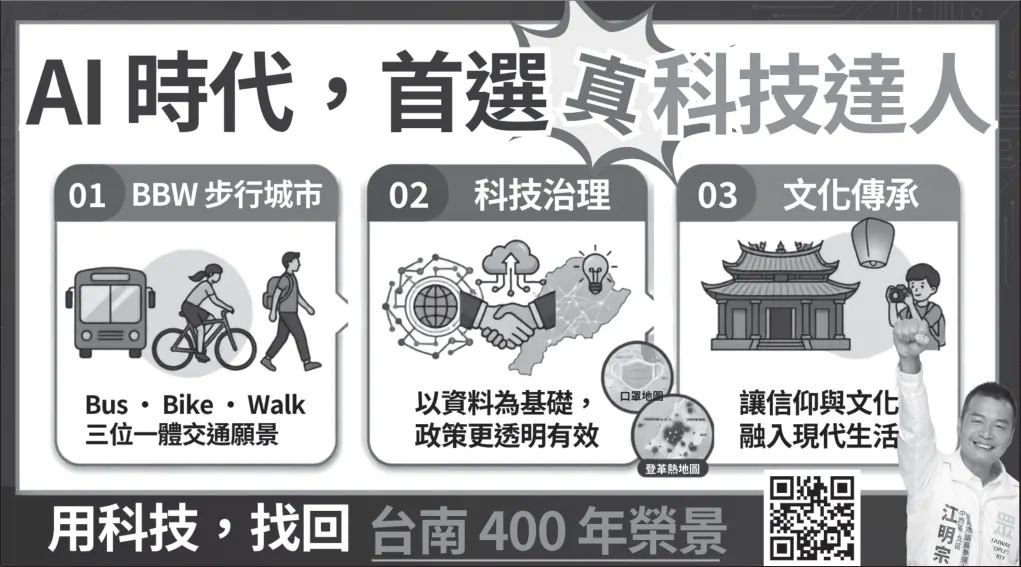 AI 時代，首選真科技達人
01 BBW 步行城市
Bus・Bike・Walk
三位一體交通願景
02 科技治理
以資料為基礎，
政策更透明有效
口罩地圖
登革熱地圖
03 文化傳承
讓信仰與文化
融入現代生活
用科技，找回 台南 400 年榮景
江明宗
眾
TAIWAN